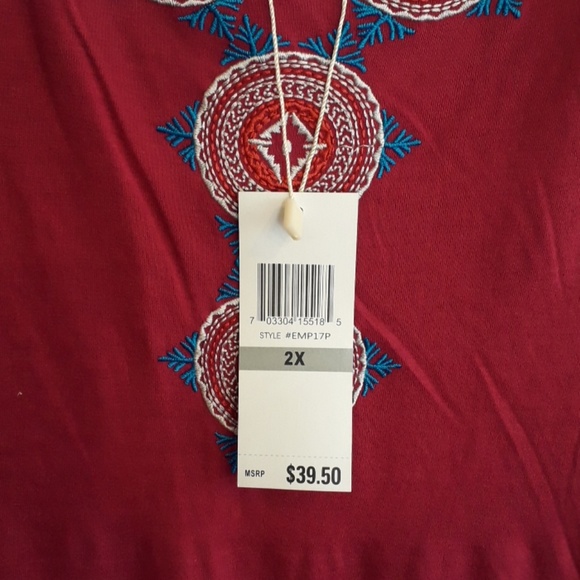 7 03304 15518 5
STYLE #EMP17P
2X
MSRP $39.50